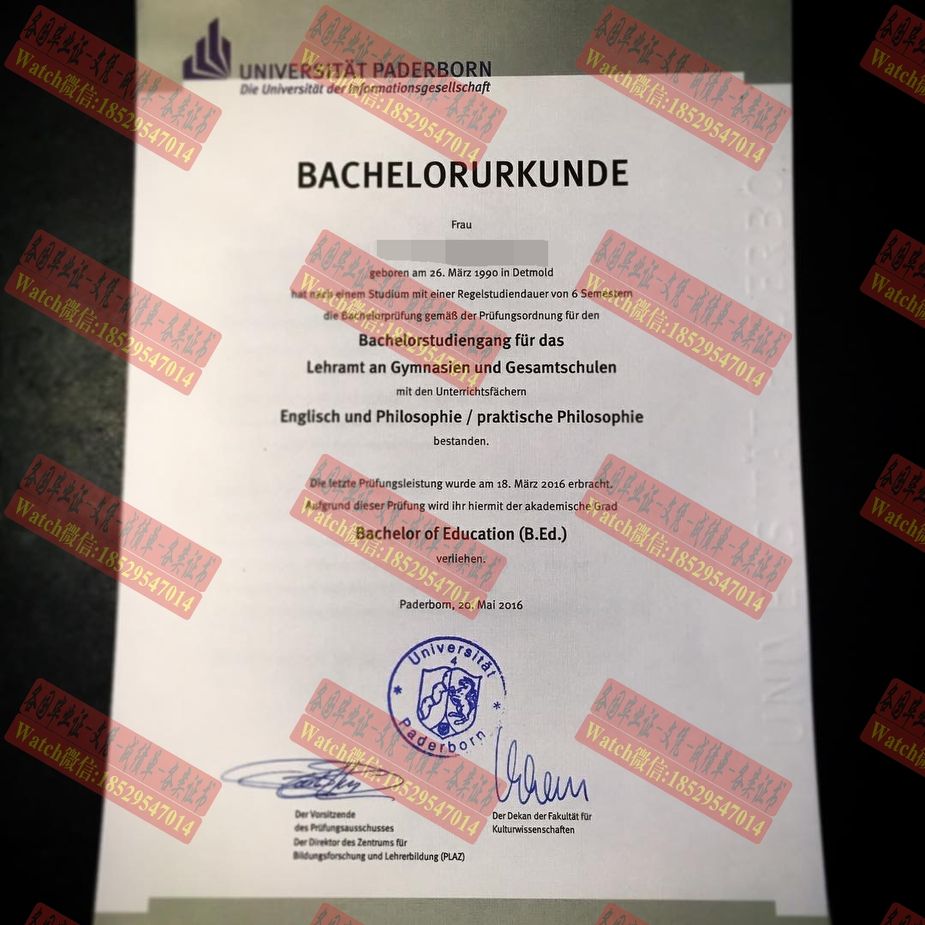 UNIVERSITÄT PADERBORN
Die Universität der Informationsgesellschaft
BACHELORURKUNDE
Frau
geboren am 26. März 1990 in Detmold
hat nach einem Studium mit einer Regelstudiendauer von 6 Semestern
die Bachelorprüfung gemäß der Prüfungsordnung für den
Bachelorstudiengang für das
Lehramt an Gymnasien und Gesamtschulen
mit den Unterrichtsfächern
Englisch und Philosophie / praktische Philosophie
bestanden.
Die letzte Prüfungsleistung wurde am 18. März 2016 erbracht.
Aufgrund dieser Prüfung wird ihr hiermit der akademische Grad
Bachelor of Education (B.Ed.)
verliehen.
Paderborn, 20. Mai 2016
Universität
4
Paderborn
Der Vorsitzende
des Prüfungsausschusses
Der Direktor des Zentrums für
Bildungsforschung und Lehrerbildung (PLAZ)
Der Dekan der Fakultät für
Kulturwissenschaften
Watch微信:18529547014